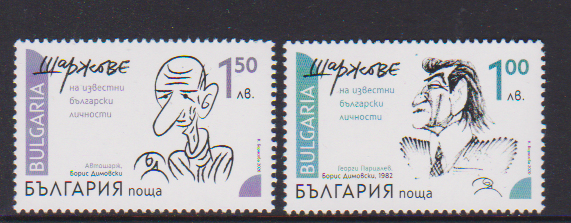 BULGARIA
Шаржове
1 50
лв.
на известни
български
личности
Автошарж,
Борис Димовски
БЪЛГАРИЯ поща
BULGARIA
Шаржове
1 00
лв.
на известни
български
личности
Георги Парцалев,
Борис Димовски, 1982
БЪЛГАРИЯ поща